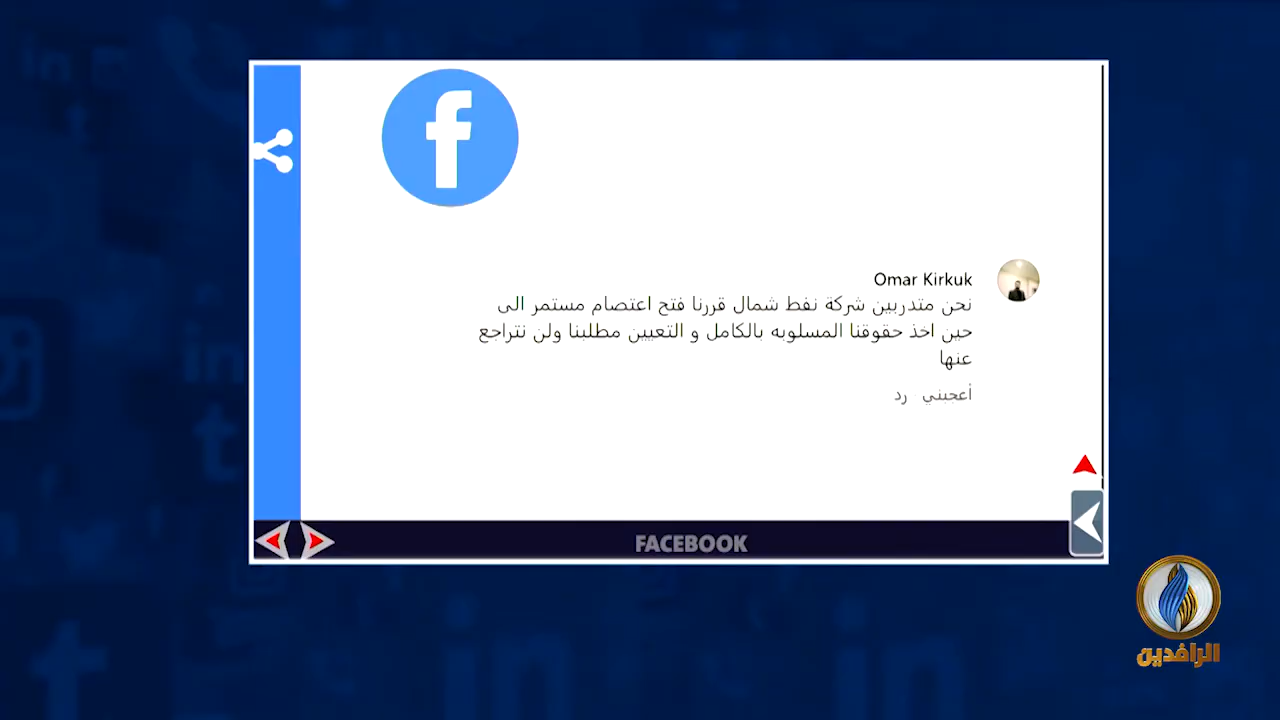 Omar Kirkuk
نحن متدربين شركة نفط شمال قررنا فتح اعتصام مستمر الى
حين اخذ حقوقنا المسلوبه بالكامل و التعيين مطلبنا ولن نتراجع
عنها
أعجبني رد
FACEBOOK
الرافدين